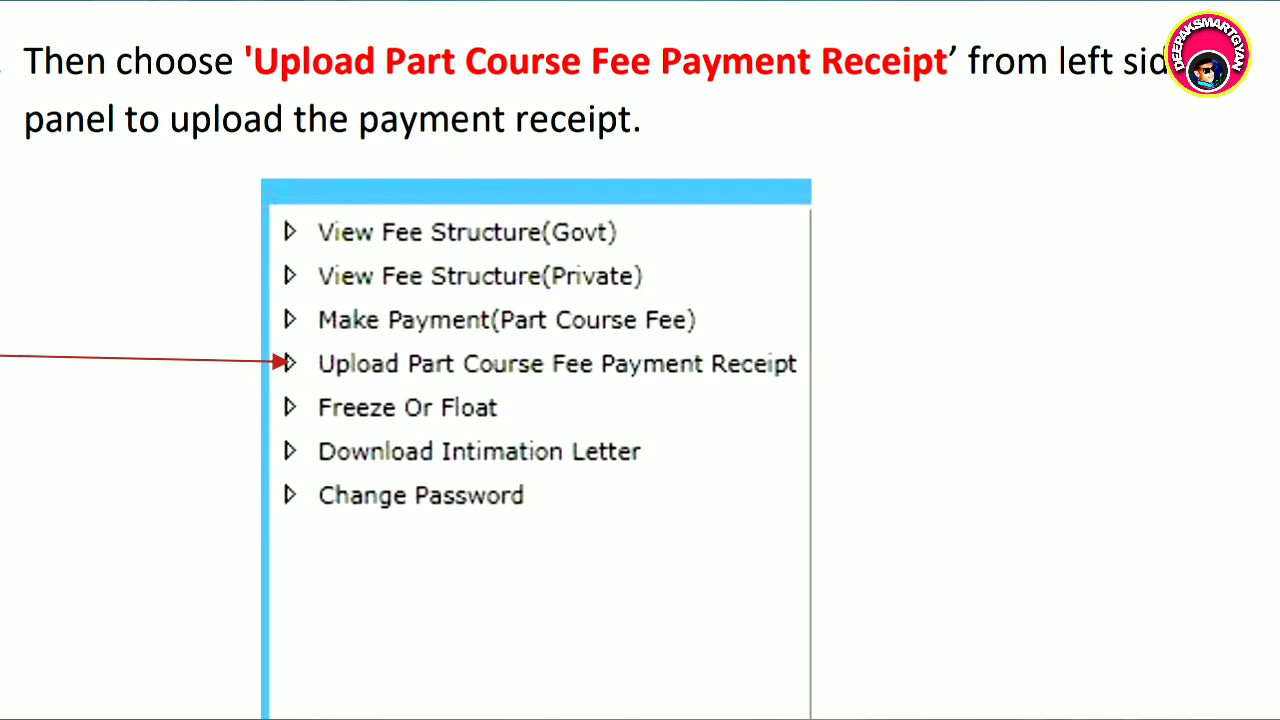 Then choose 'Upload Part Course Fee Payment Receipt’ from left sid
panel to upload the payment receipt.
DEEPAKSMARTGYAN
View Fee Structure(Govt)
View Fee Structure(Private)
Make Payment(Part Course Fee)
Upload Part Course Fee Payment Receipt
Freeze Or Float
Download Intimation Letter
Change Password